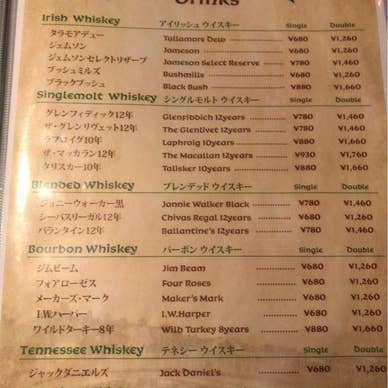 Drinks
Irish Whiskey アイリッシュ ウイスキー Single Double
タラモアデュー Tullamore Dew ¥680 ¥1,260
ジェムソン Jameson ¥680 ¥1,260
ジェムソンセレクトリザーブ Jameson Select Reserve ¥780 ¥1,460
ブッシュミルズ Bushmills ¥680 ¥1,260
ブラックブッシュ Black Bush ¥880 ¥1,660
Singlemolt Whiskey シングルモルト ウイスキー Single Double
グレンフィディック12年 Glenribbich 12years ¥780 ¥1,460
ザ・グレンリヴェット12年 The Glenlivet 12years ¥780 ¥1,460
ラフロイグ10年 Laphroig 10years ¥880 ¥1,660
ザ・マッカラン12年 The Macallan 12years ¥930 ¥1,760
タリスカー10年 Talisker 10years ¥880 ¥1,660
Blended Whiskey ブレンデッド ウイスキー Single Double
ジョニーウォーカー黒 Jannie Walker Black ¥780 ¥1,460
シーバスリーガル12年 Chivas Regal 12years ¥680 ¥1,260
バランタイン12年 Ballantine's 12years ¥780 ¥1,460
Bourbon Whiskey バーボン ウイスキー Single Double
ジムビーム Jim Beam ¥680 ¥1,260
フォアローゼス Four Roses ¥680 ¥1,260
メーカーズ・マーク Maker's Mark ¥680 ¥1,260
I.W.ハーパー I.W.Harper ¥680 ¥1,260
ワイルドターキー8年 Wild Turkey 8years ¥880 ¥1,660
Tennessee Whiskey テネシー ウイスキー Single Double
ジャックダニエルズ Jack Daniel's ¥680 ¥1,260